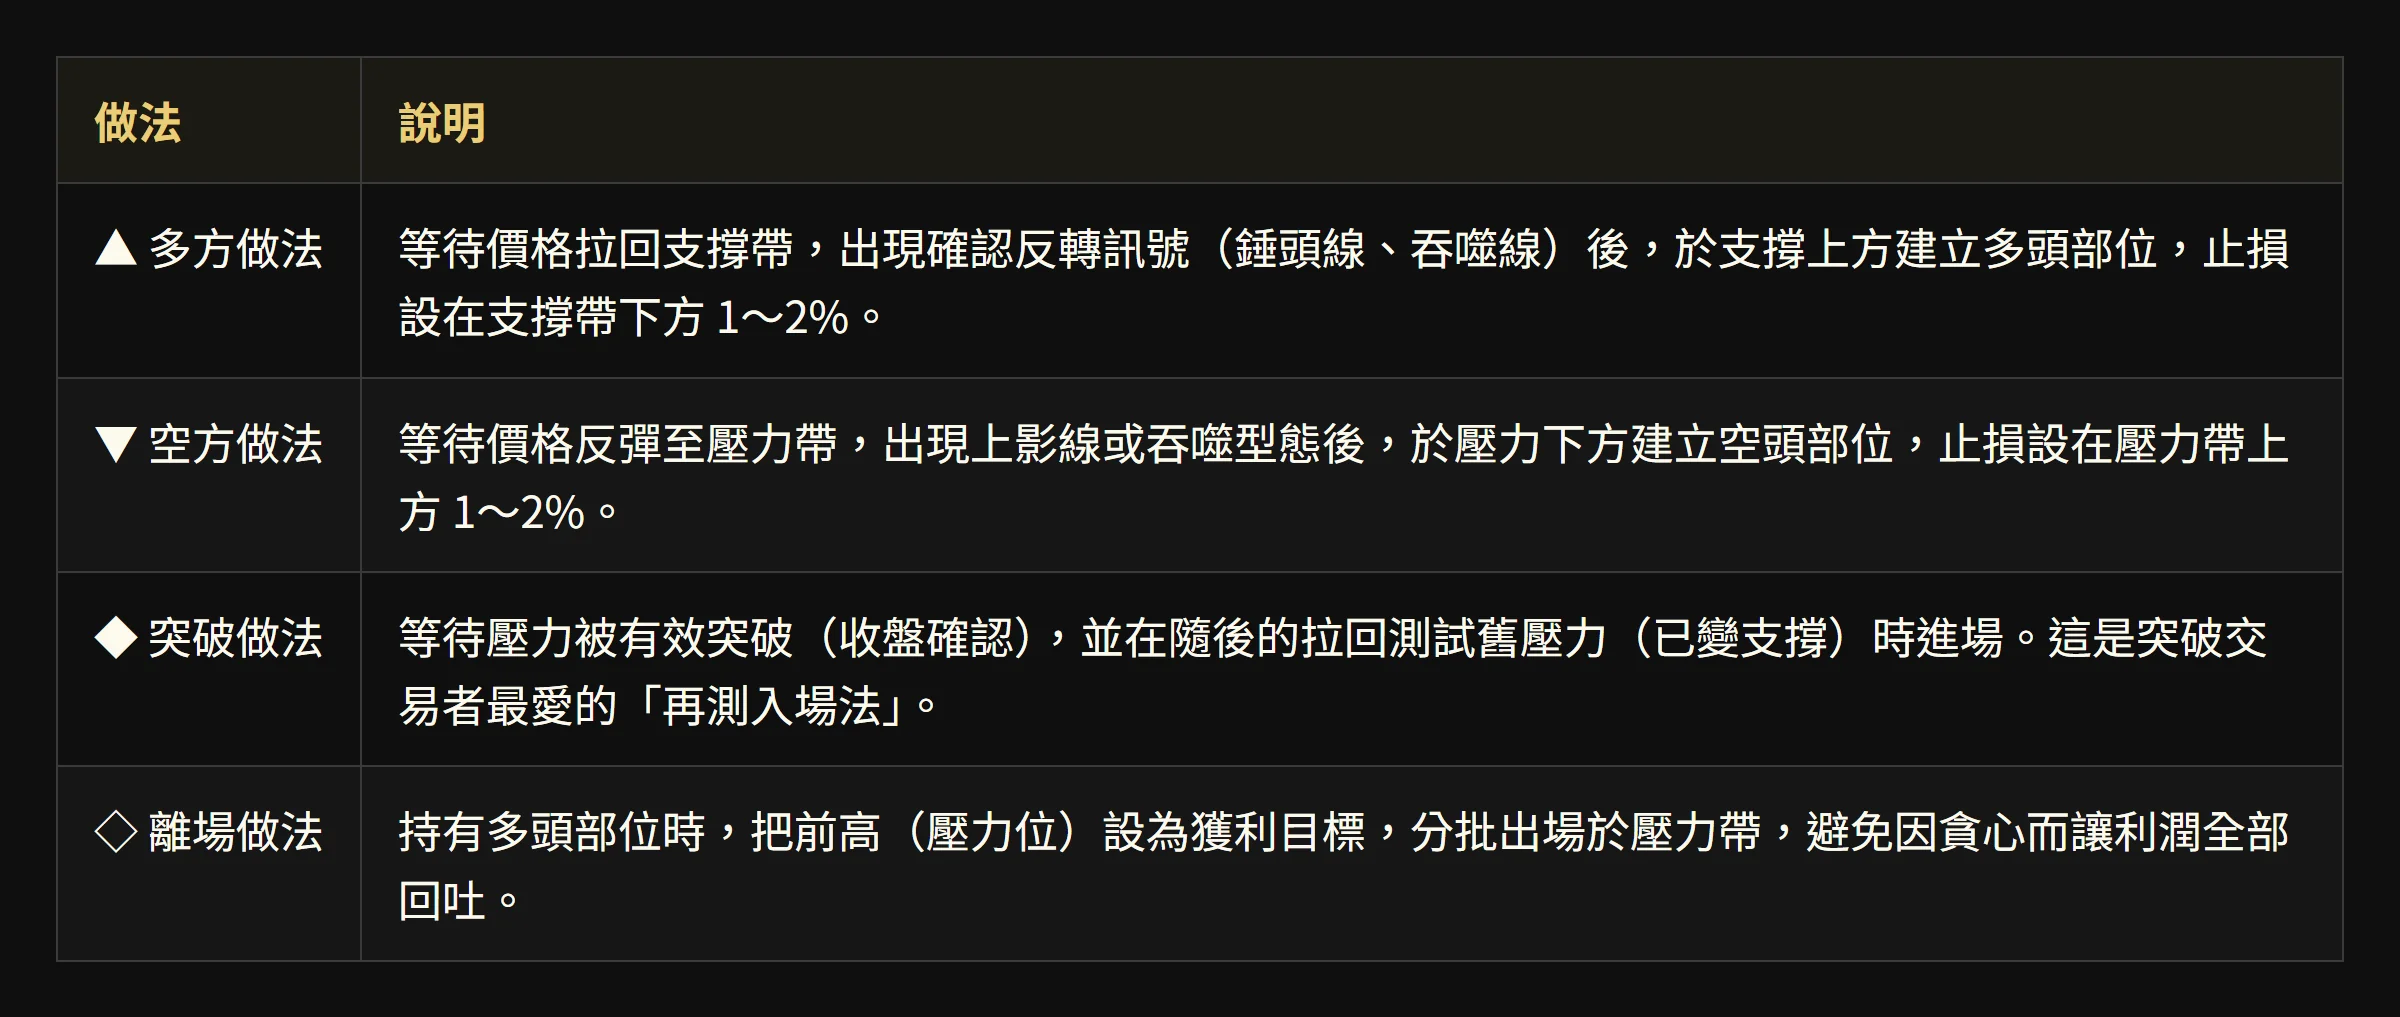 做法
說明
▲ 多方做法
等待價格拉回支撐帶，出現確認反轉訊號（錘頭線、吞噬線）後，於支撐上方建立多頭部位，止損
設在支撐帶下方 1～2%。
▼ 空方做法
等待價格反彈至壓力帶，出現上影線或吞噬型態後，於壓力下方建立空頭部位，止損設在壓力帶上
方 1～2%。
◆ 突破做法
等待壓力被有效突破（收盤確認），並在隨後的拉回測試舊壓力（已變支撐）時進場。這是突破交
易者最愛的「再測入場法」。
◇ 離場做法
持有多頭部位時，把前高（壓力位）設為獲利目標，分批出場於壓力帶，避免因貪心而讓利潤全部
回吐。